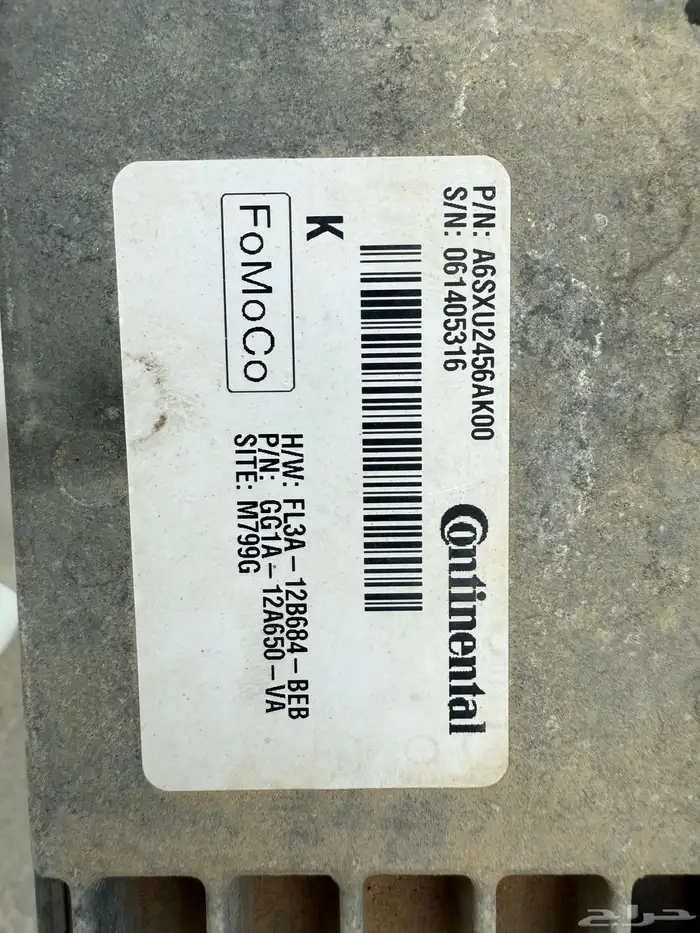 P/N: A6SXU2456AK00
S/N: 061405316
Continental
K
FoMoCo
H/W: FL3A-12B684-BEB
P/N: GG1A-12A650-VA
SITE: M799G
حراج